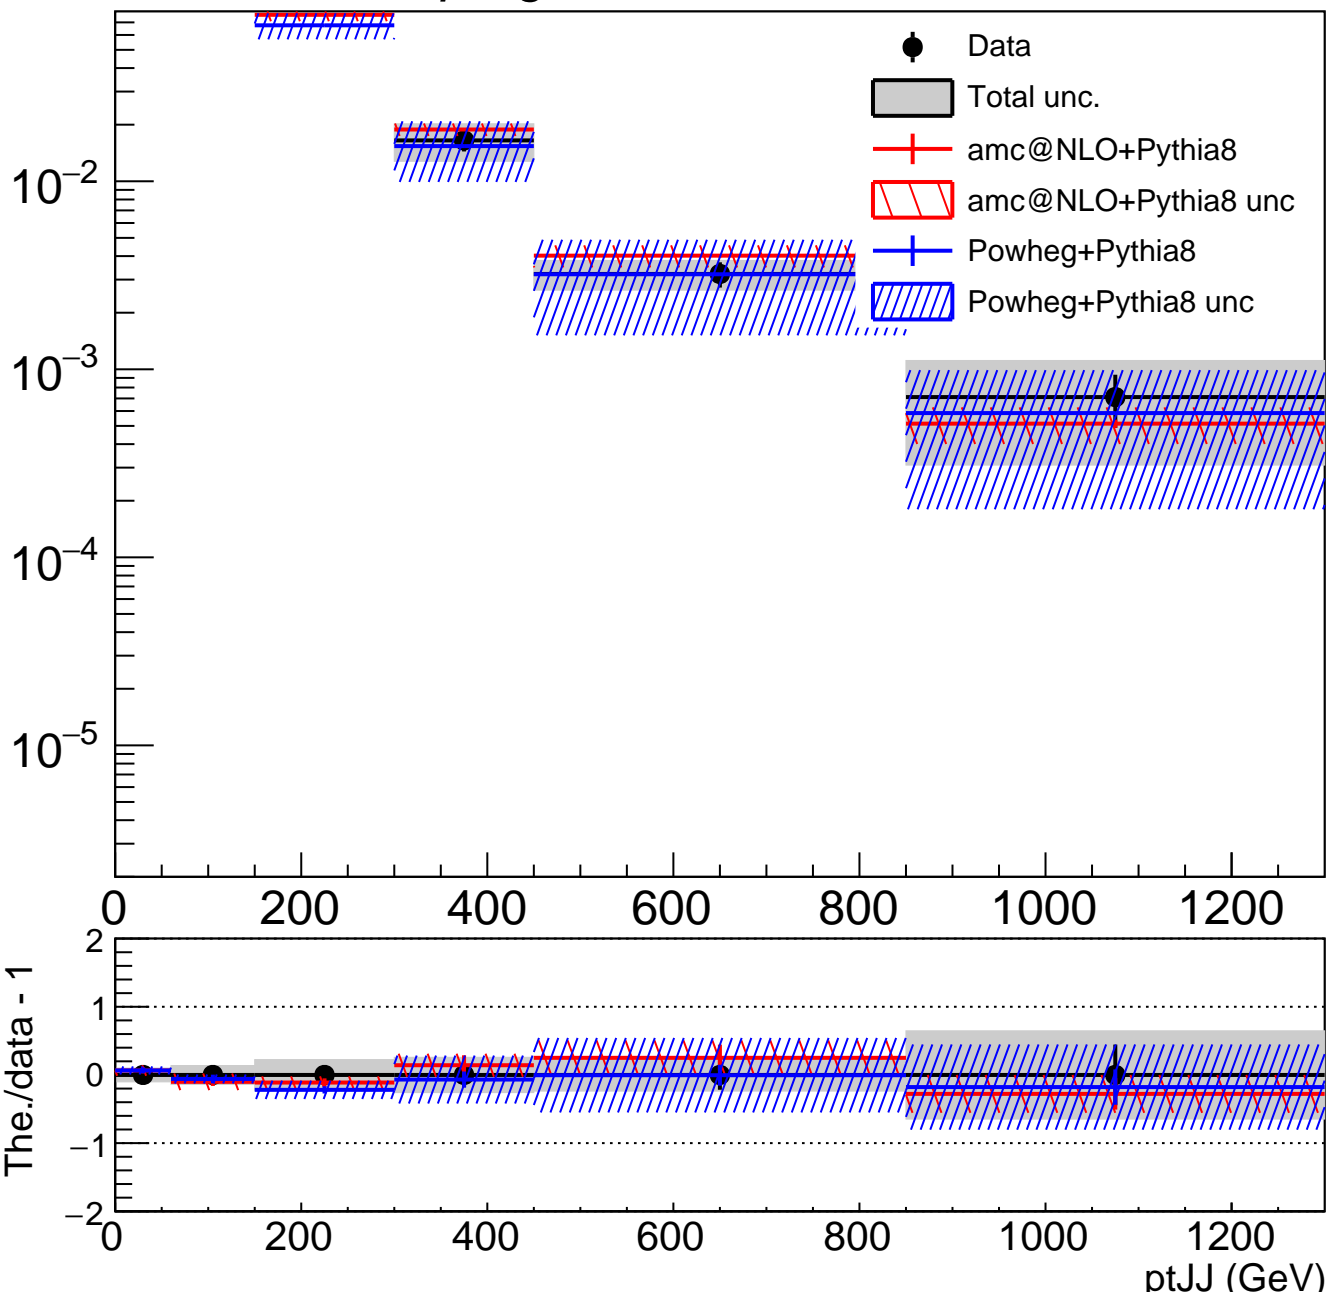 Data
Total unc.
amc@NLO+Pythia8
amc@NLO+Pythia8 unc
Powheg+Pythia8
Powheg+Pythia8 unc
10−2
10−3
10−4
10−5
0 200 400 600 800 1000 1200
The./data - 1
2
1
0
−1
−2
0 200 400 600 800 1000 1200
ptJJ (GeV)